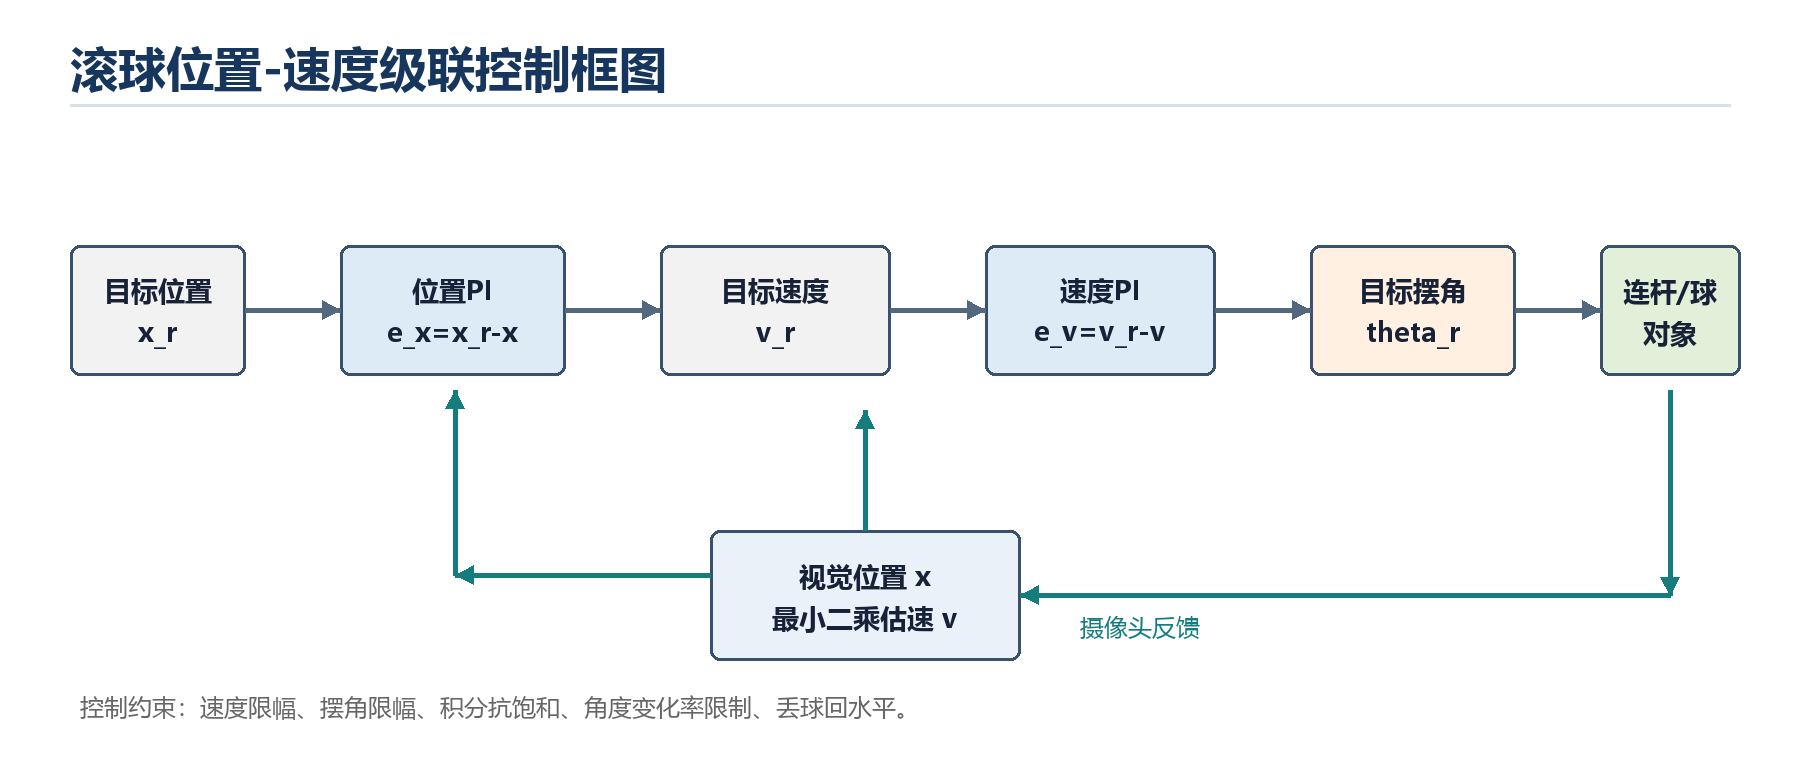 滚球位置-速度级联控制框图
目标位置
x_r
位置PI
e_x=x_r-x
目标速度
v_r
速度PI
e_v=v_r-v
目标摆角
theta_r
连杆/球
对象
视觉位置 x
最小二乘估速 v
摄像头反馈
控制约束：速度限幅、摆角限幅、积分抗饱和、角度变化率限制、丢球回水平。